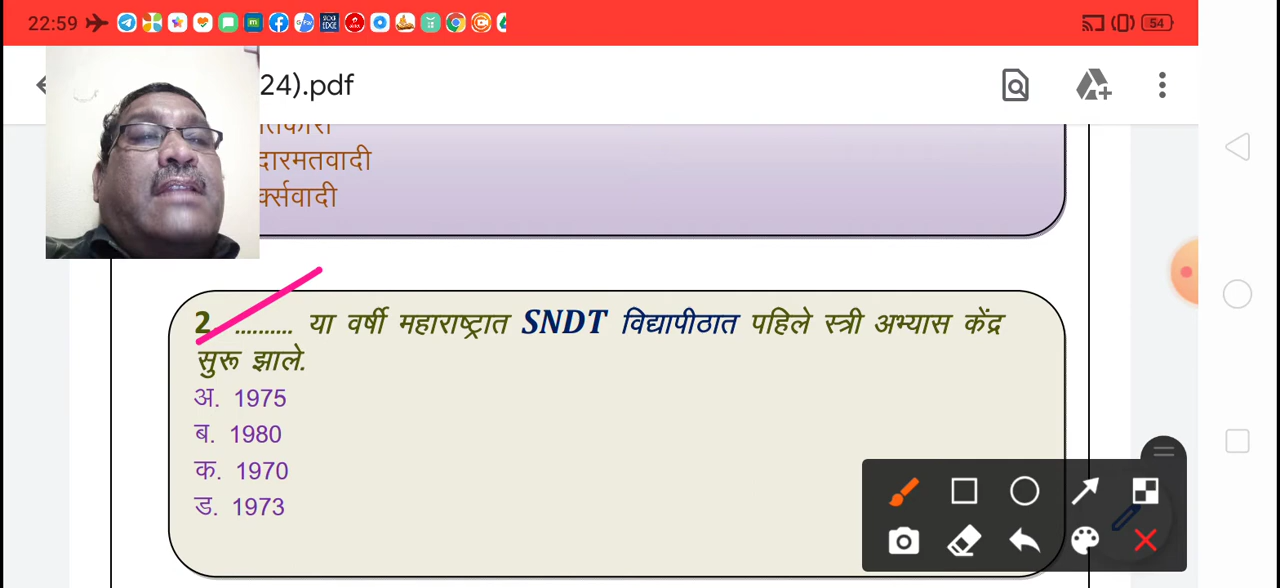 22:59
54
24).pdf
दारमतवादी
र्क्सवादी
2. .......... या वर्षी महाराष्ट्रात SNDT विद्यापीठात पहिले स्त्री अभ्यास केंद्र
सुरू झाले.
अ. 1975
ब. 1980
क. 1970
ड. 1973